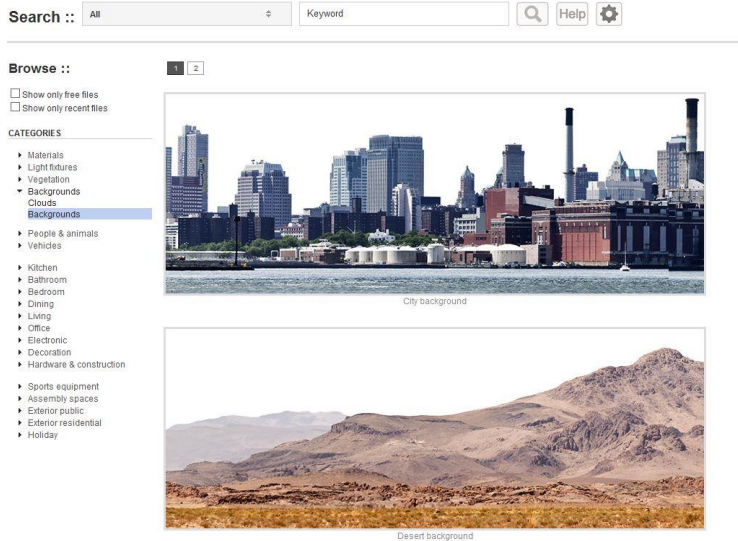 Search ::
All
Keyword
Help
Browse ::
1 2
Show only free files
Show only recent files
CATEGORIES
Materials
Light fixtures
Vegetation
Backgrounds
Clouds
Backgrounds
People & animals
Vehicles
Kitchen
Bathroom
Bedroom
Dining
Living
Office
Electronic
Decoration
Hardware & construction
Sports equipment
Assembly spaces
Exterior public
Exterior residential
Holiday
City background
Desert background